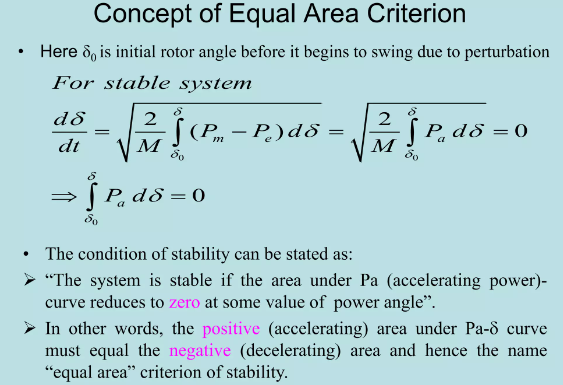 Concept of Equal Area Criterion
• Here δ₀ is initial rotor angle before it begins to swing due to perturbation
For stable system
dδ/dt = √(2/M ∫_{δ₀}^{δ} (Pₘ − Pₑ) dδ) = √(2/M ∫_{δ₀}^{δ} Pₐ dδ) = 0
⇒ ∫_{δ₀}^{δ} Pₐ dδ = 0
• The condition of stability can be stated as:
➢ “The system is stable if the area under Pa (accelerating power)-
curve reduces to zero at some value of power angle”.
➢ In other words, the positive (accelerating) area under Pa-δ curve
must equal the negative (decelerating) area and hence the name
“equal area” criterion of stability.